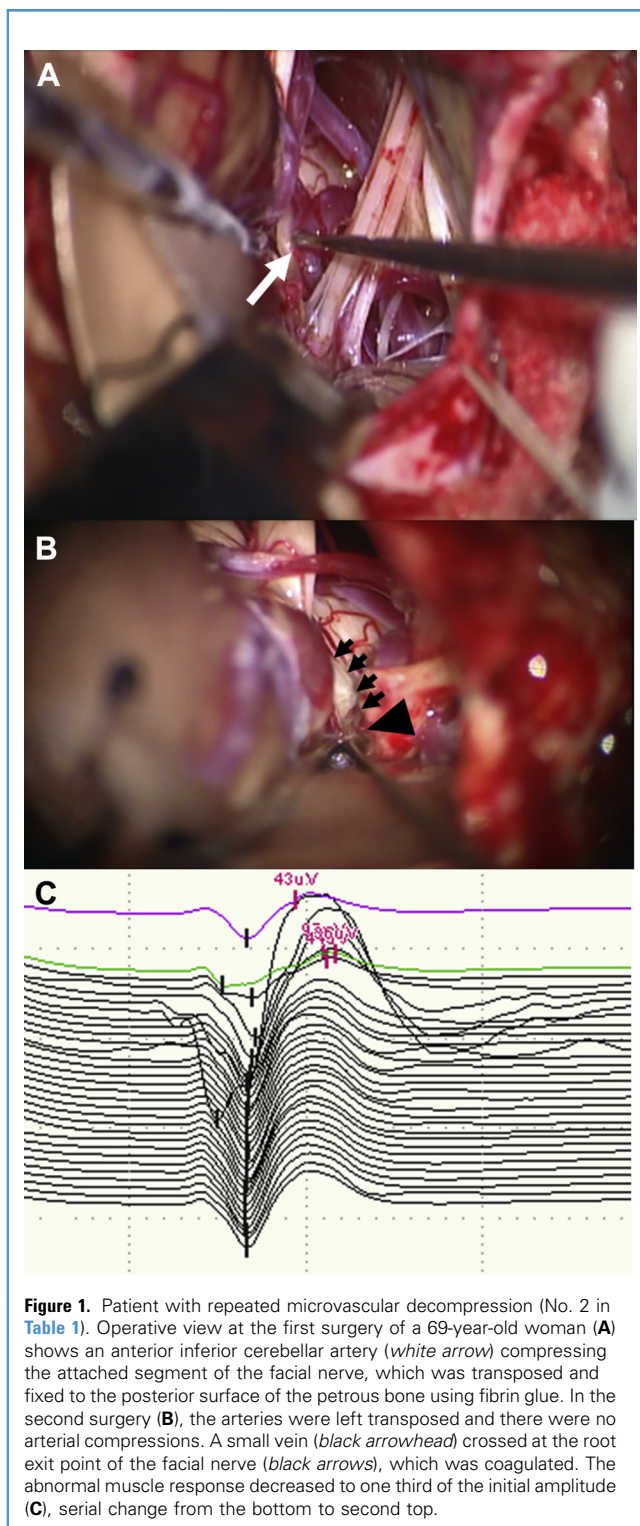 A
B
C
43u.V
Figure 1. Patient with repeated microvascular decompression (No. 2 in
Table 1). Operative view at the first surgery of a 69-year-old woman (A)
shows an anterior inferior cerebellar artery (white arrow) compressing
the attached segment of the facial nerve, which was transposed and
fixed to the posterior surface of the petrous bone using fibrin glue. In the
second surgery (B), the arteries were left transposed and there were no
arterial compressions. A small vein (black arrowhead) crossed at the root
exit point of the facial nerve (black arrows), which was coagulated. The
abnormal muscle response decreased to one third of the initial amplitude
(C), serial change from the bottom to second top.